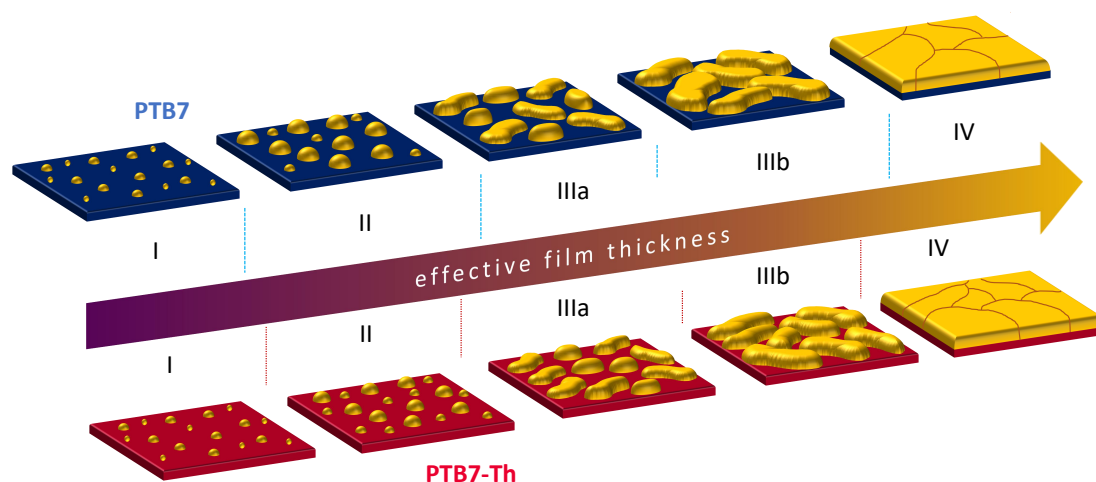 PTB7
I
II
IIIa
IIIb
IV
effective film thickness
I
II
IIIa
IIIb
IV
PTB7-Th